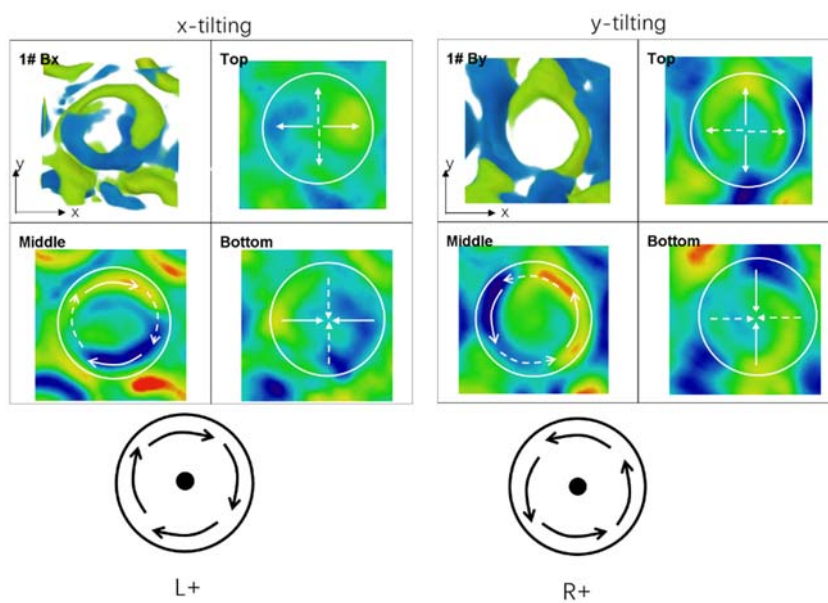 x-tilting
y-tilting
1# Bx
Top
1# By
Top
y
x
y
x
Middle
Bottom
Middle
Bottom
L+
R+